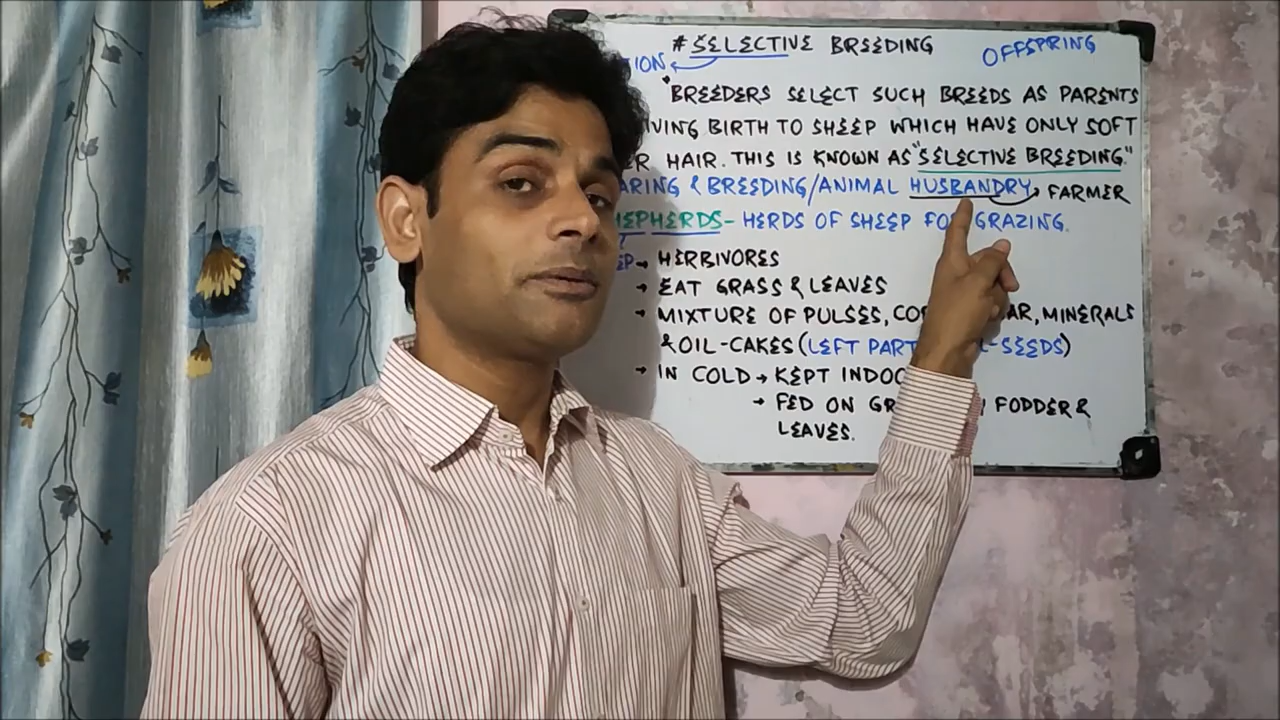 # SELECTIVE BREEDING OFFSPRING
TION
"BREEDERS SELECT SUCH BREEDS AS PARENTS
IVING BIRTH TO SHEEP WHICH HAVE ONLY SOFT
ER HAIR. THIS IS KNOWN AS "SELECTIVE BREEDING."
ARING & BREEDING/ANIMAL HUSBANDRY → FARMER
HEPHERDS - HERDS OF SHEEP FO GRAZING.
EP → HERBIVORES
→ EAT GRASS & LEAVES
→ MIXTURE OF PULSES, CO AR, MINERALS
& OIL-CAKES (LEFT PART L-SEEDS)
→ IN COLD → KEPT INDOO
→ FED ON GR FODDER &
LEAVES.